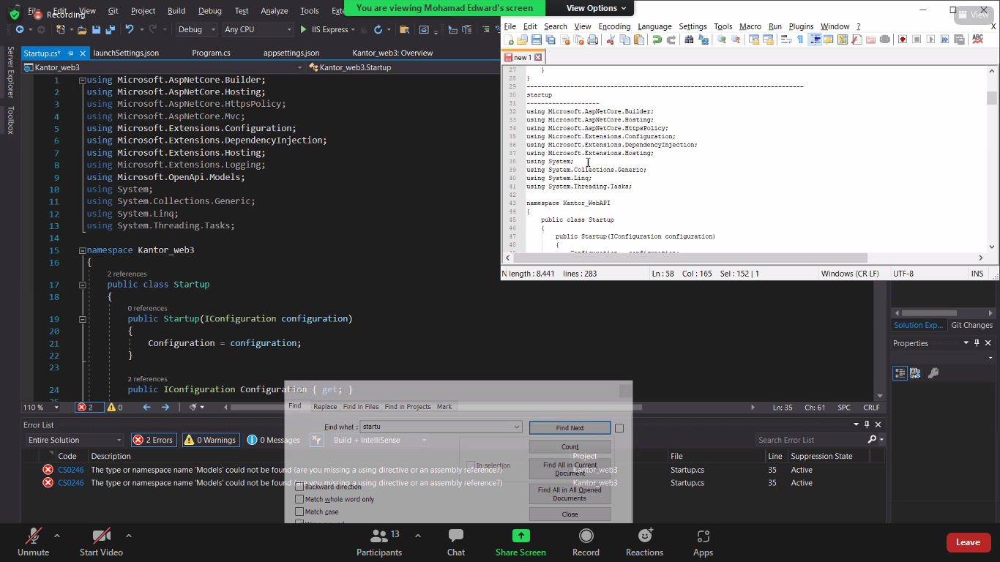 File Edit View Git Project Build Debug Test Analyze Tools
Recording
You are viewing Mohamad Edward's screen
View Options
View
Debug
Any CPU
IIS Express
Startup.cs*
launchSettings.json
Program.cs
appsettings.json
Kantor_web3: Overview
Kantor_web3
Kantor_web3.Startup
Server Explorer
Toolbox
1 using Microsoft.AspNetCore.Builder;
2 using Microsoft.AspNetCore.Hosting;
3 using Microsoft.AspNetCore.HttpsPolicy;
4 using Microsoft.AspNetCore.Mvc;
5 using Microsoft.Extensions.Configuration;
6 using Microsoft.Extensions.DependencyInjection;
7 using Microsoft.Extensions.Hosting;
8 using Microsoft.Extensions.Logging;
9 using Microsoft.OpenApi.Models;
10 using System;
11 using System.Collections.Generic;
12 using System.Linq;
13 using System.Threading.Tasks;
14
15 namespace Kantor_web3
16 {
2 references
17 public class Startup
18 {
0 references
19 public Startup(IConfiguration configuration)
20 {
21 Configuration = configuration;
22 }
23
2 references
24 public IConfiguration Configuration { get; }
110 %
2
0
Ln: 35 Ch: 61 SPC CRLF
File Edit Search View Encoding Language Settings Tools Macro Run Plugins Window ? X
new 1
27 }
28 }
29 ----------------------------------------------------------------------------
30 startup
31 --------------------
32 using Microsoft.AspNetCore.Builder;
33 using Microsoft.AspNetCore.Hosting;
34 using Microsoft.AspNetCore.HttpsPolicy;
35 using Microsoft.Extensions.Configuration;
36 using Microsoft.Extensions.DependencyInjection;
37 using Microsoft.Extensions.Hosting;
38 using System;
39 using System.Collections.Generic;
40 using System.Linq;
41 using System.Threading.Tasks;
42
43 namespace Kantor_WebAPI
44 {
45 public class Startup
46 {
47 public Startup(IConfiguration configuration)
48 {
N length : 8.441 lines : 283
Ln : 58 Col : 165 Sel : 152 | 1
Windows (CR LF)
UTF-8
INS
Solution Exp... Git Changes
Properties
Find Replace Find in Files Find in Projects Mark
Find what : startu
Find Next
Count
In selection
Find All in Current Document
Find All in All Opened Documents
Close
Backward direction
Match whole word only
Match case
Error List
Entire Solution
2 Errors
0 Warnings
0 Messages
Build + IntelliSense
Search Error List
Code Description Project File Line Suppression State
CS0246 The type or namespace name 'Models' could not be found (are you missing a using directive or an assembly reference?) Kantor_web3 Startup.cs 35 Active
CS0246 The type or namespace name 'Models' could not be found (are you missing a using directive or an assembly reference?) Kantor_web3 Startup.cs 35 Active
Unmute
Start Video
Participants
13
Chat
Share Screen
Record
Reactions
Apps
Leave